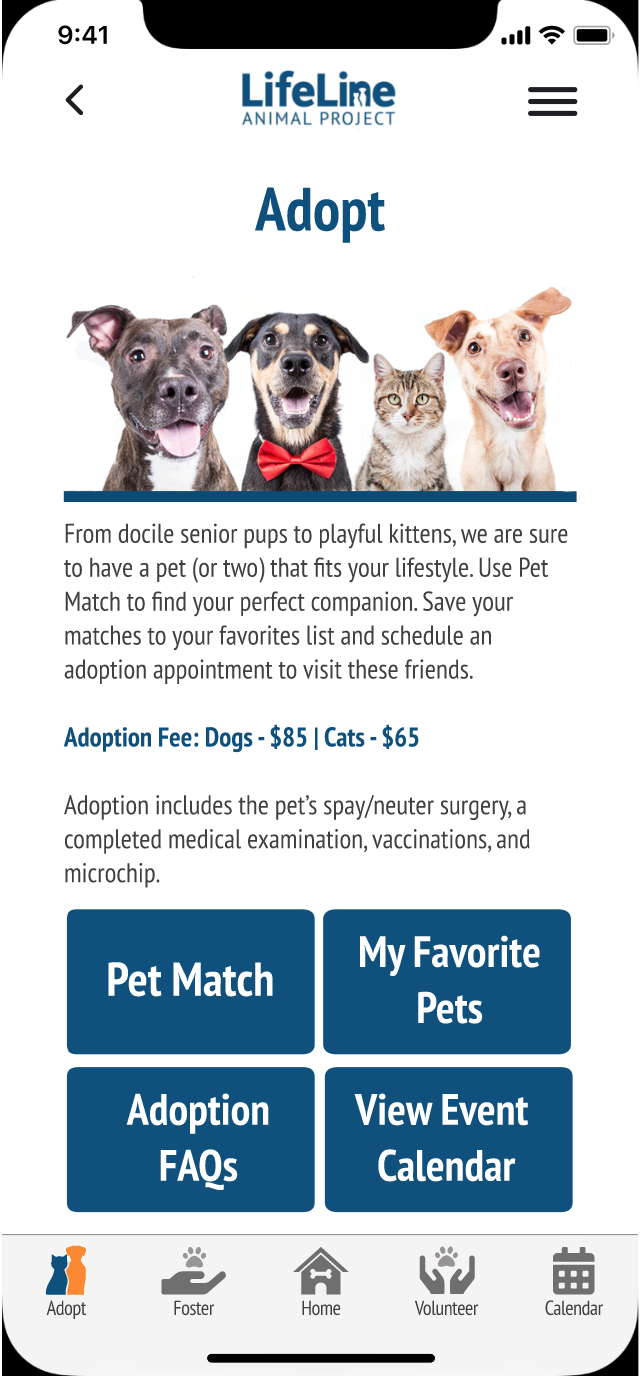 9:41
LifeLine
ANIMAL PROJECT
Adopt
From docile senior pups to playful kittens, we are sure
to have a pet (or two) that fits your lifestyle. Use Pet
Match to find your perfect companion. Save your
matches to your favorites list and schedule an
adoption appointment to visit these friends.
Adoption Fee: Dogs - $85 | Cats - $65
Adoption includes the pet’s spay/neuter surgery, a
completed medical examination, vaccinations, and
microchip.
Pet Match
My Favorite
Pets
Adoption
FAQs
View Event
Calendar
Adopt
Foster
Home
Volunteer
Calendar